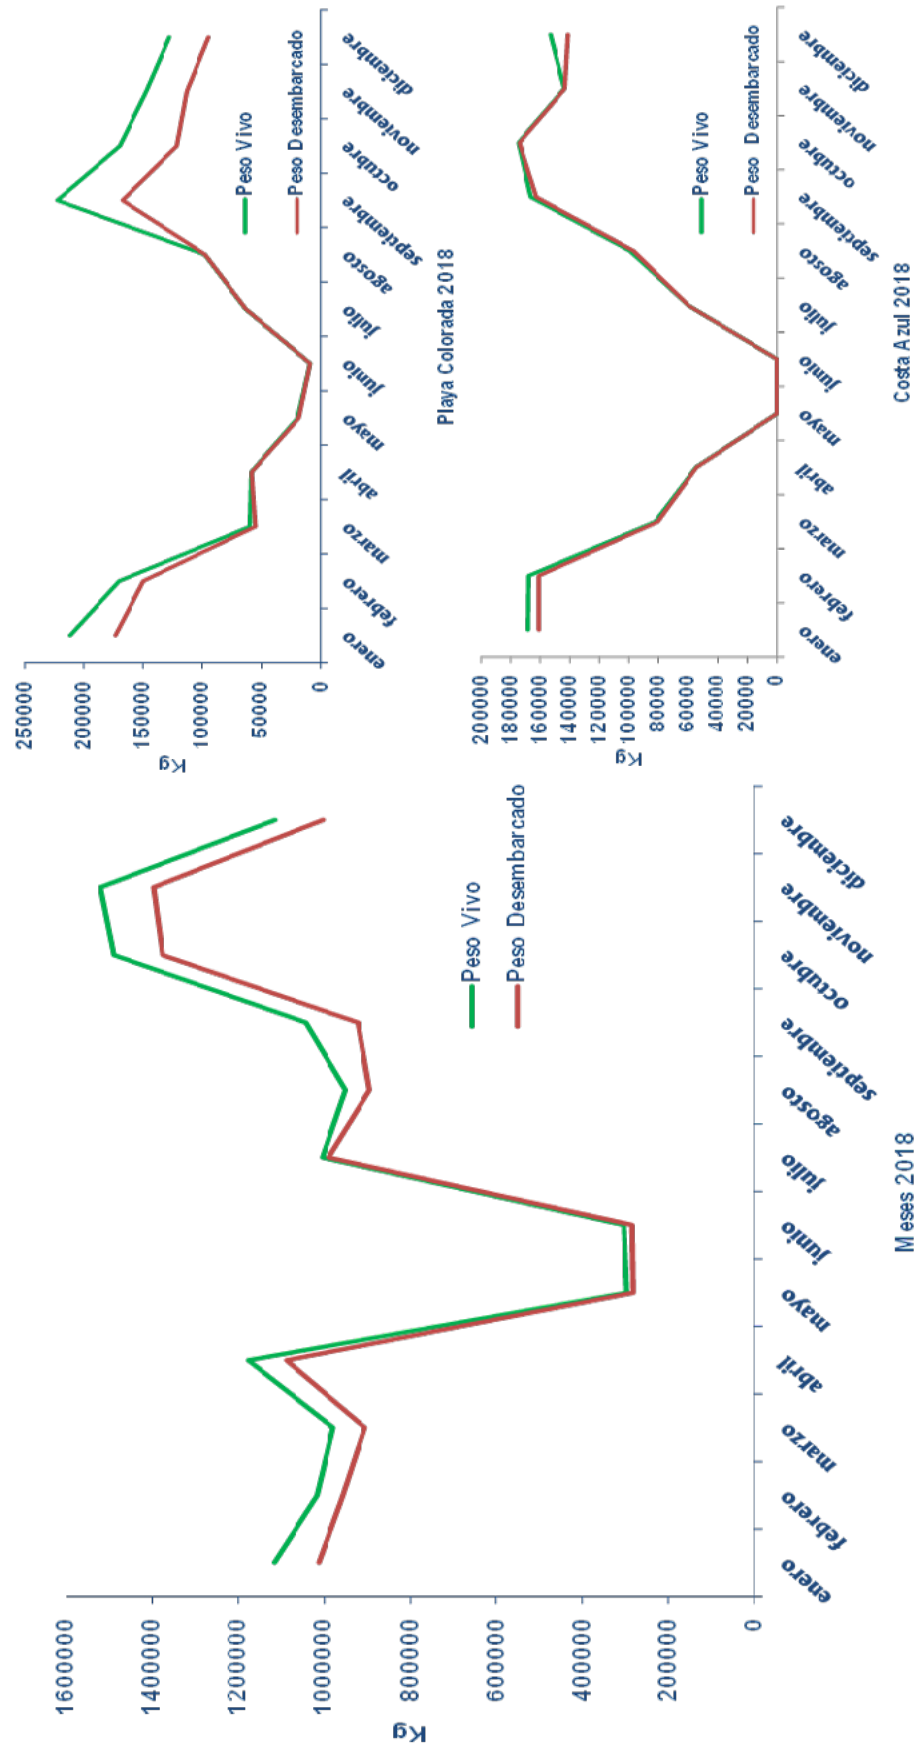 Kg
1600000
1400000
1200000
1000000
800000
600000
400000
200000
0
enero
febrero
marzo
abril
mayo
junio
julio
agosto
septiembre
octubre
noviembre
diciembre
Peso Vivo
Peso Desembarcado
Meses 2018
Kg
250000
200000
150000
100000
50000
0
enero
febrero
marzo
abril
mayo
junio
julio
agosto
septiembre
octubre
noviembre
diciembre
Peso Vivo
Peso Desembarcado
Playa Colorada 2018
Kg
200000
180000
160000
140000
120000
100000
80000
60000
40000
20000
0
enero
febrero
marzo
abril
mayo
junio
julio
agosto
septiembre
octubre
noviembre
diciembre
Peso Vivo
Peso Desembarcado
Costa Azul 2018